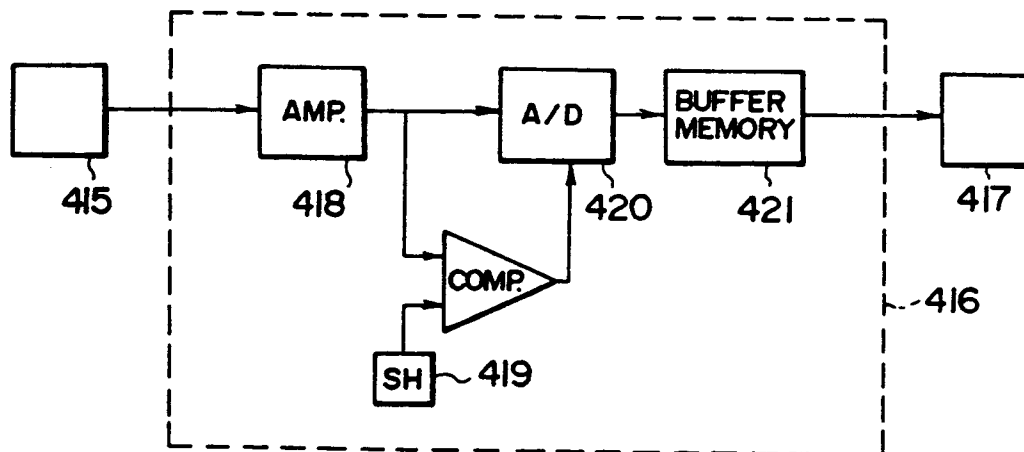 AMP.
A/D
BUFFER
MEMORY
415
418
420
421
417
COMP.
416
SH
419